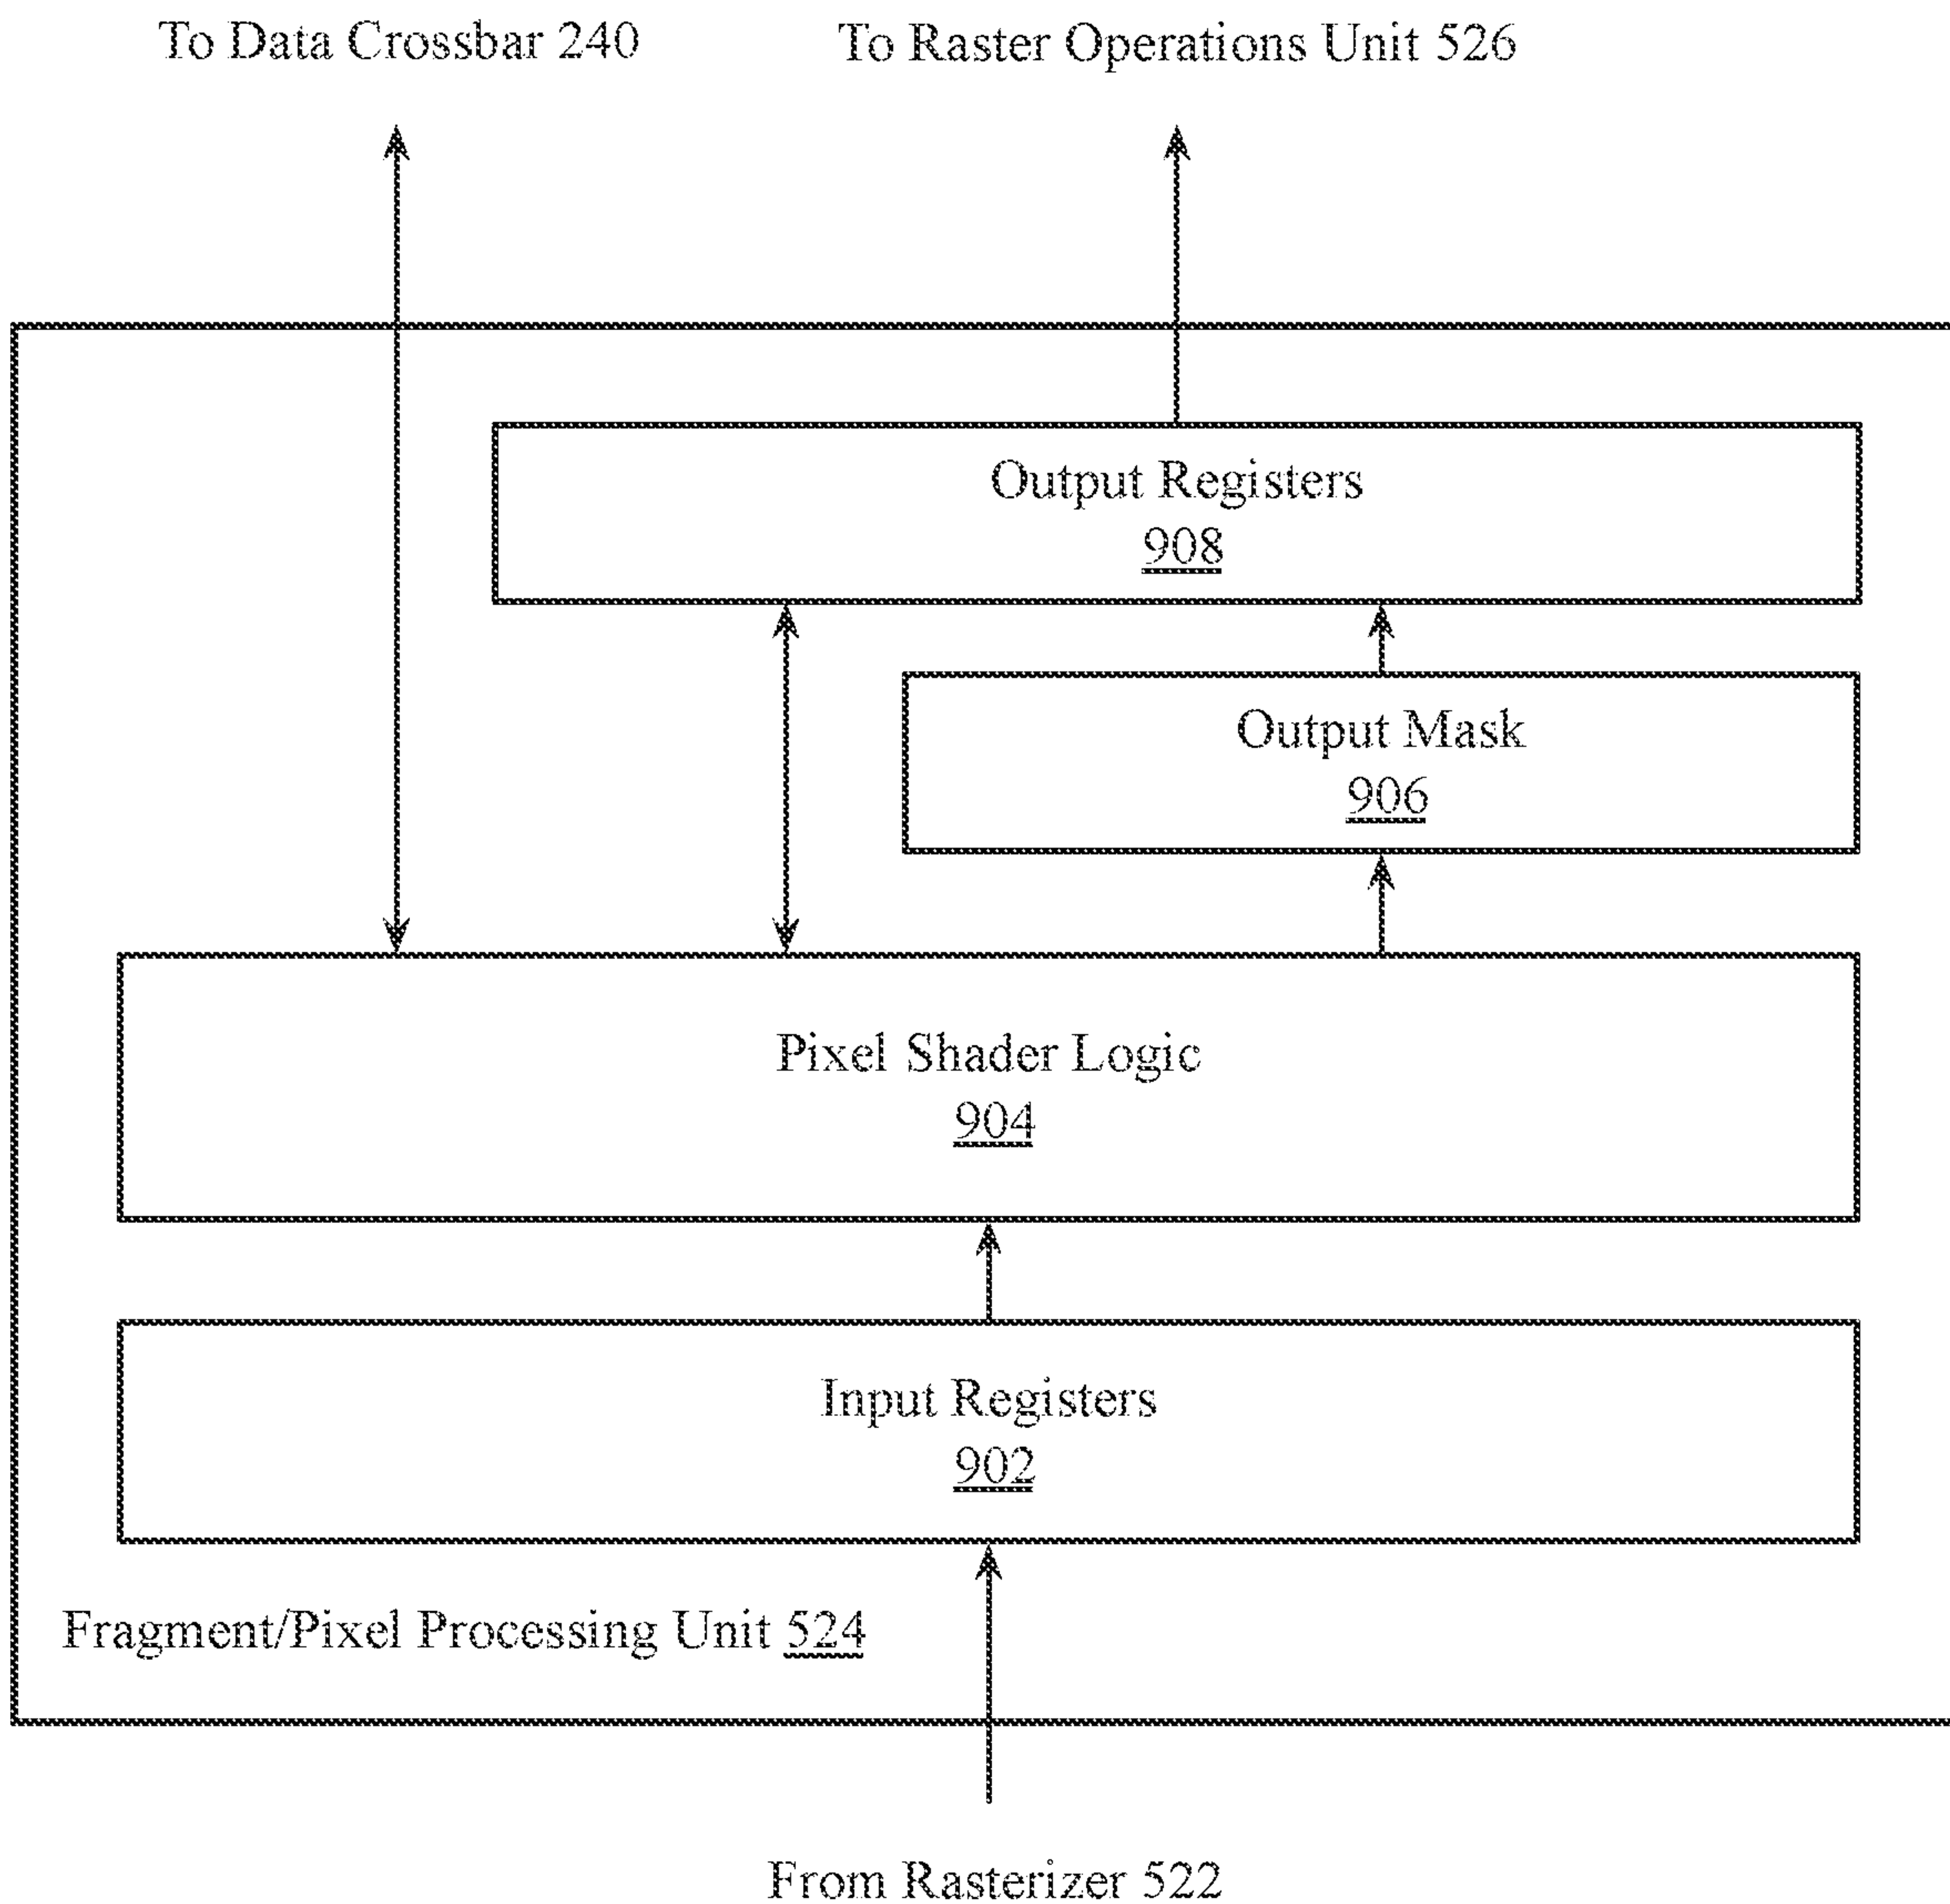 To Data Crossbar 240
To Raster Operations Unit 526
Output Registers
908
Output Mask
906
Pixel Shader Logic
904
Input Registers
902
Fragment/Pixel Processing Unit 524
From Rasterizer 522